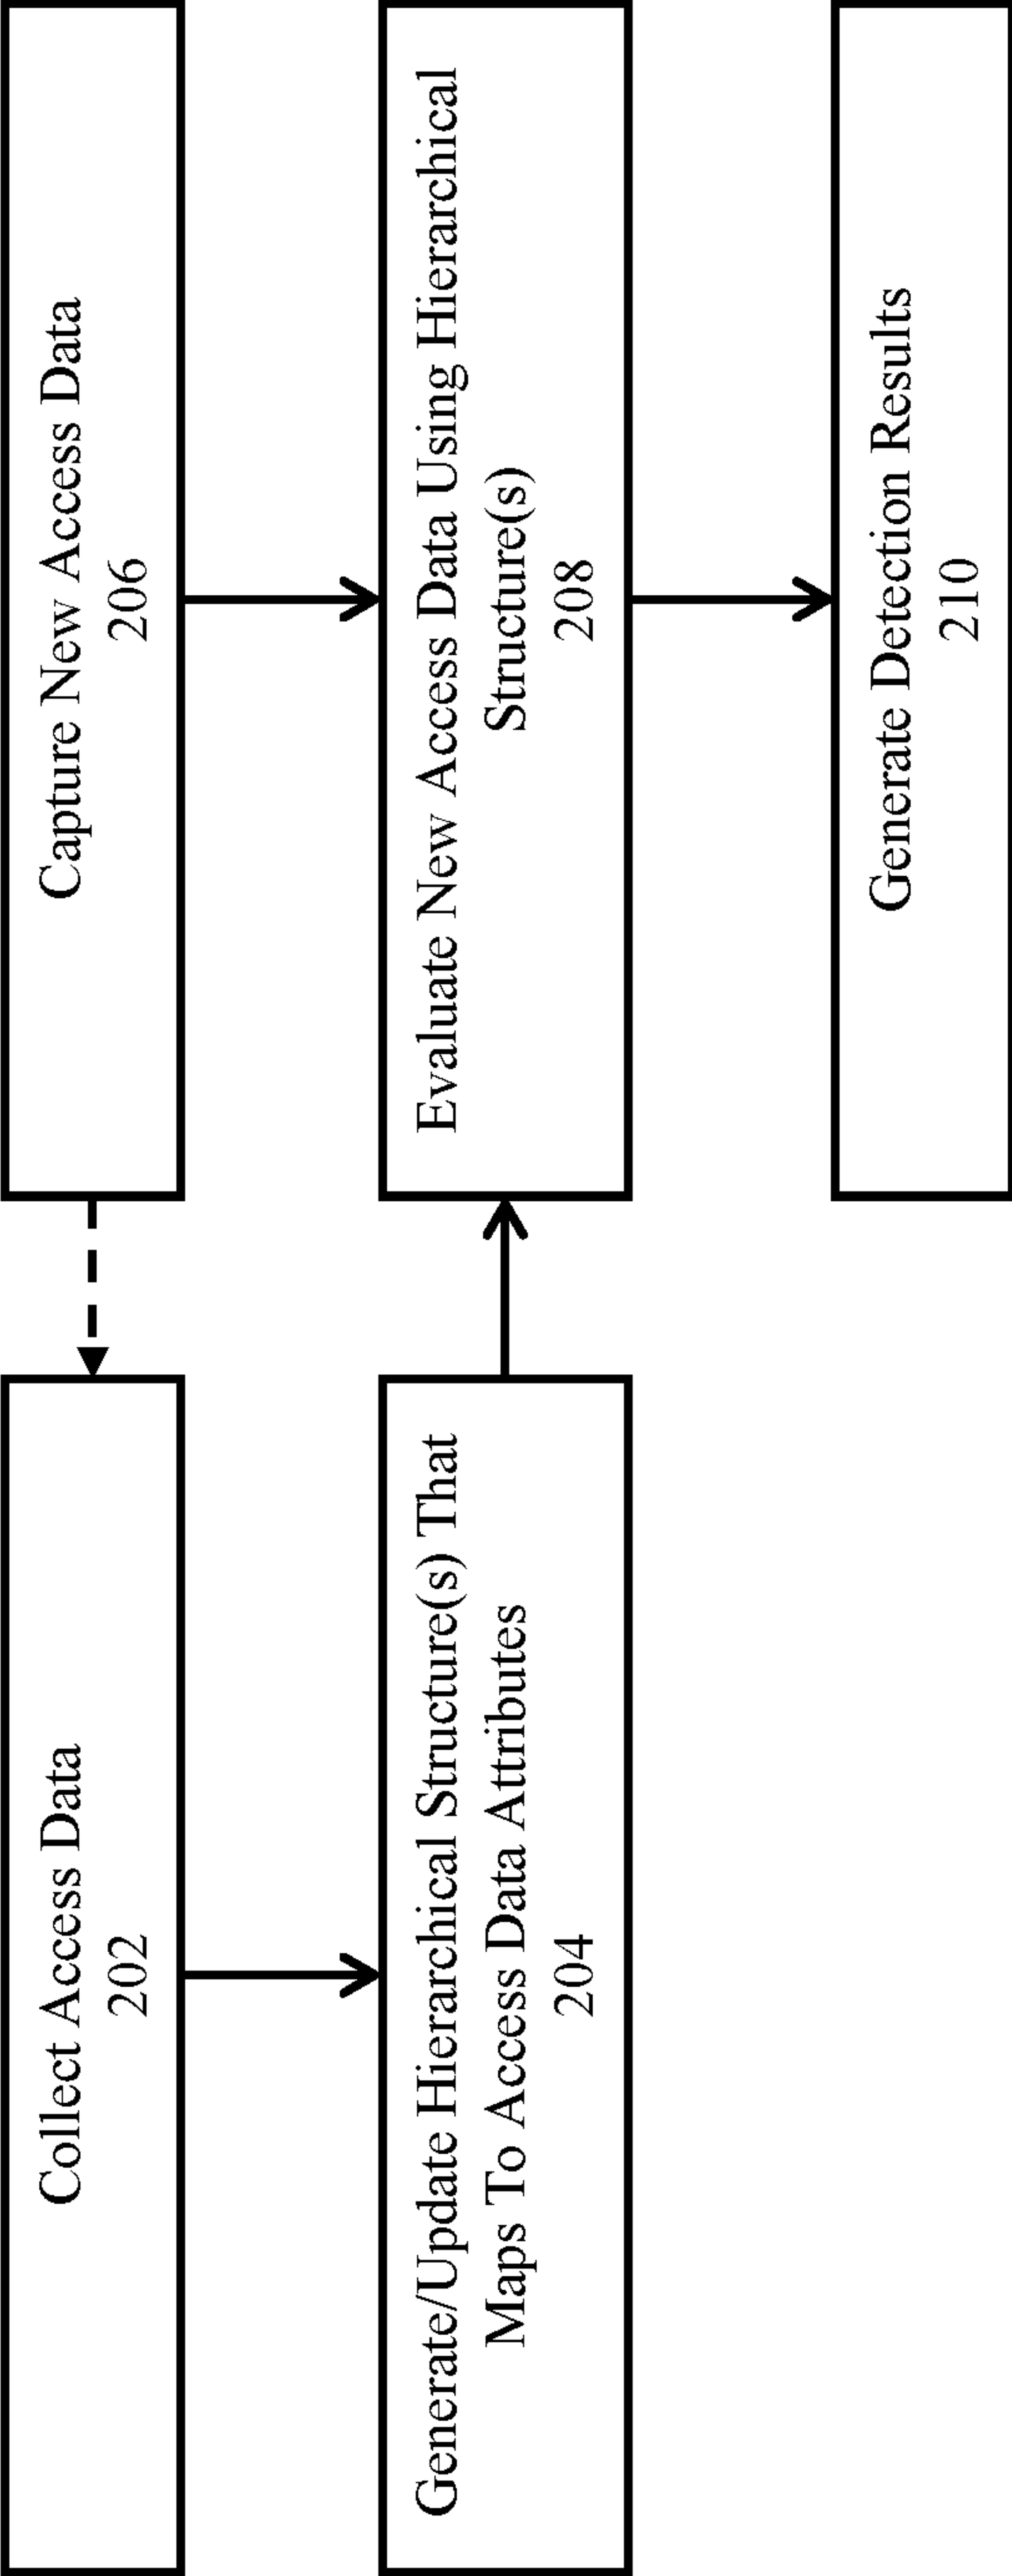 Collect Access Data
202
Generate/Update Hierarchical Structure(s) That
Maps To Access Data Attributes
204
Capture New Access Data
206
Evaluate New Access Data Using Hierarchical
Structure(s)
208
Generate Detection Results
210